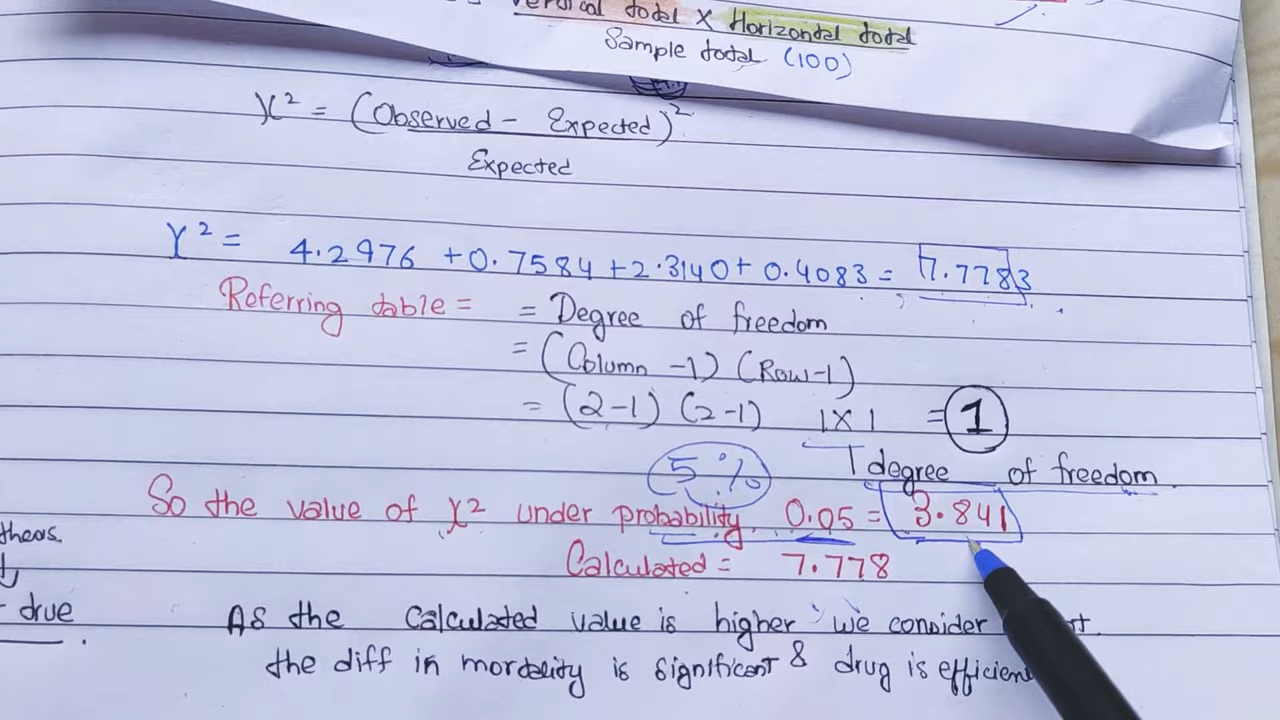 Vertical total X Horizontal total
Sample total (100)
χ² = (Observed - Expected)²
Expected
χ² = 4.2976 + 0.7584 + 2.3140 + 0.4083 = 7.7783
Referring table = = Degree of freedom
= (Column -1) (Row-1)
= (2-1) (2-1) 1X1 = 1
5% 1 degree of freedom.
So the value of χ² under probability 0.05 = 3.841
theas.
Calculated = 7.778
true
As the Calculated value is higher we consider
the diff in mortality is significant & drug is efficient